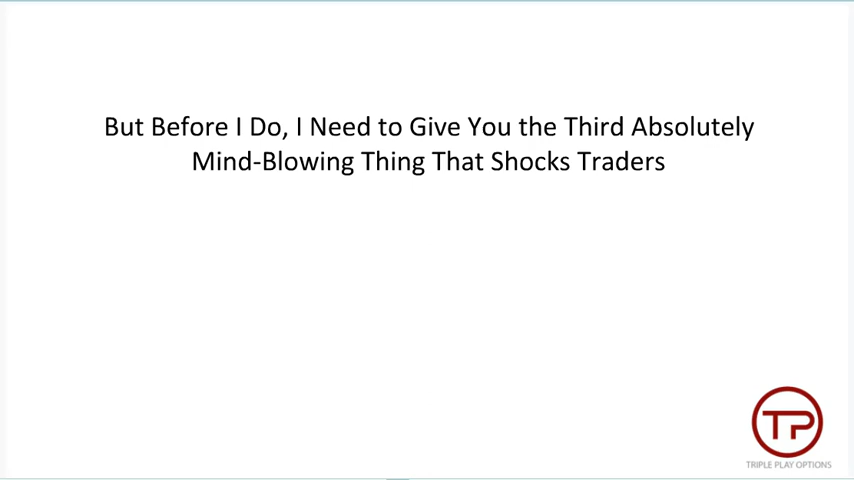 But Before I Do, I Need to Give You the Third Absolutely
Mind-Blowing Thing That Shocks Traders
TP
TRIPLE PLAY OPTIONS